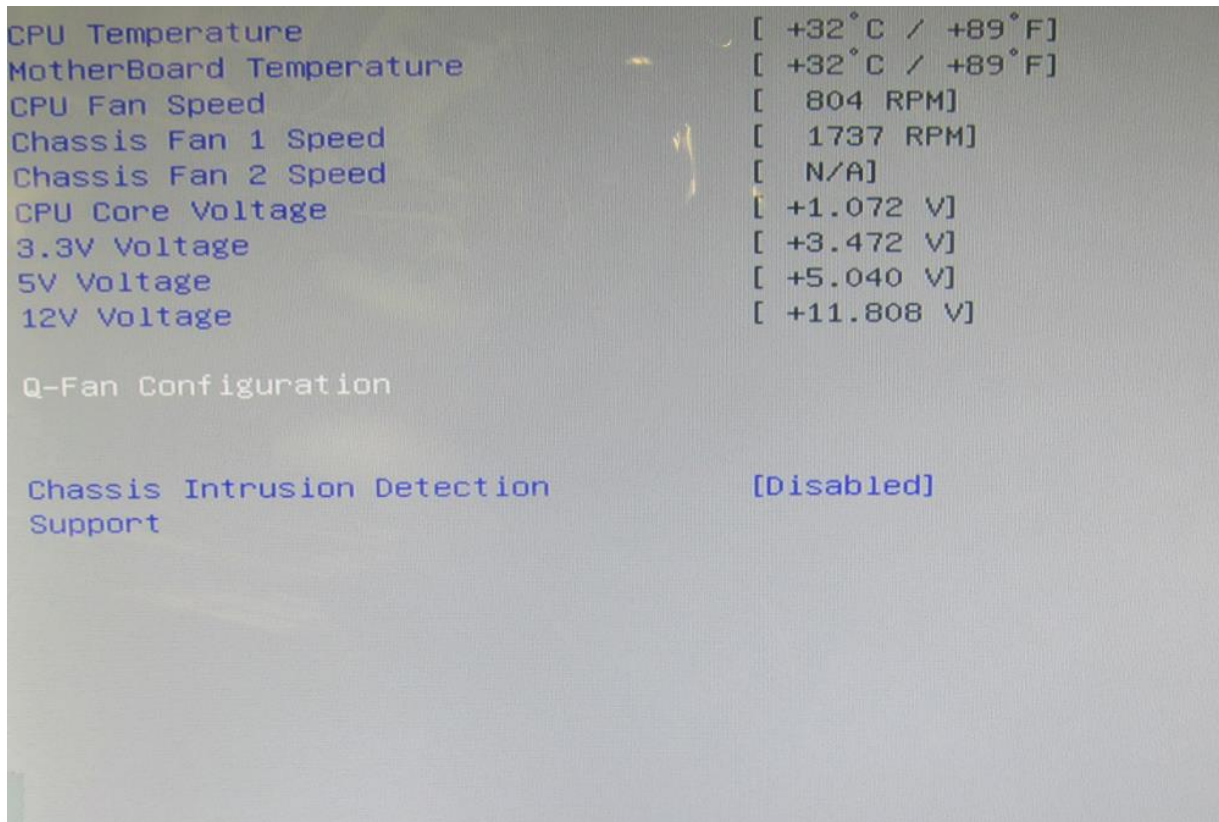 CPU Temperature [ +32°C / +89°F]
MotherBoard Temperature [ +32°C / +89°F]
CPU Fan Speed [ 804 RPM]
Chassis Fan 1 Speed [ 1737 RPM]
Chassis Fan 2 Speed [ N/A]
CPU Core Voltage [ +1.072 V]
3.3V Voltage [ +3.472 V]
5V Voltage [ +5.040 V]
12V Voltage [ +11.808 V]
Q-Fan Configuration
Chassis Intrusion Detection [Disabled]
Support